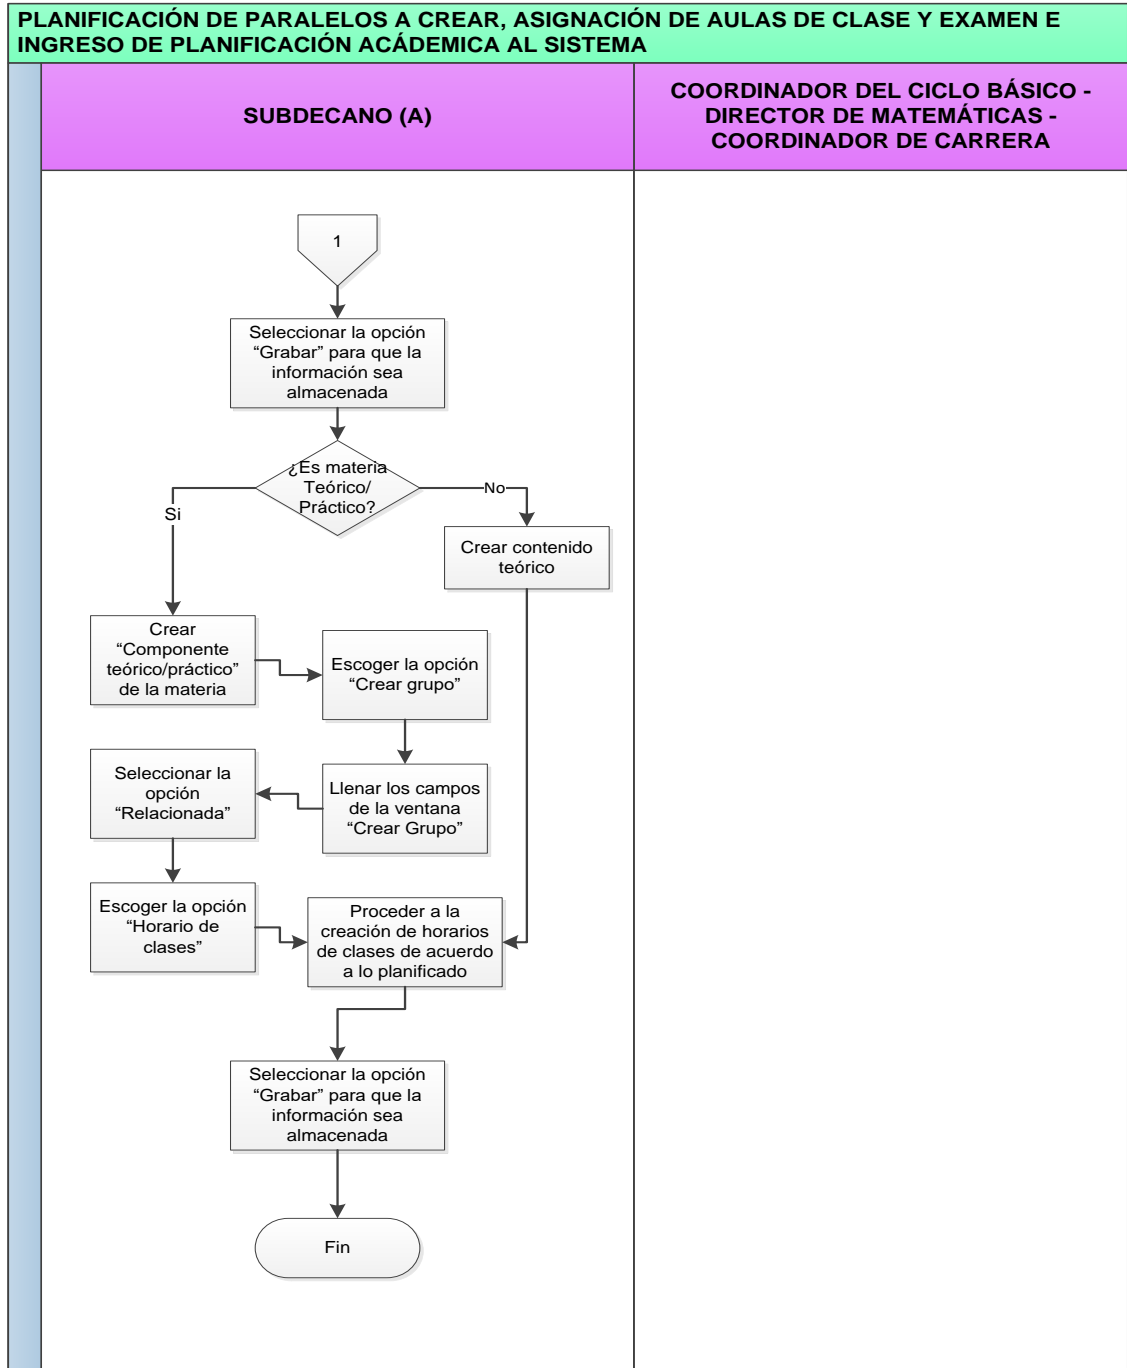 PLANIFICACIÓN DE PARALELOS A CREAR, ASIGNACIÓN DE AULAS DE CLASE Y EXAMEN E
INGRESO DE PLANIFICACIÓN ACÁDEMICA AL SISTEMA
SUBDECANO (A)
COORDINADOR DEL CICLO BÁSICO -
DIRECTOR DE MATEMÁTICAS -
COORDINADOR DE CARRERA
1
Seleccionar la opción
“Grabar” para que la
información sea
almacenada
¿Es materia
Teórico/
Práctico?
Si
No
Crear contenido
teórico
Crear
“Componente
teórico/práctico”
de la materia
Escoger la opción
“Crear grupo”
Llenar los campos
de la ventana
“Crear Grupo”
Seleccionar la
opción
“Relacionada”
Escoger la opción
“Horario de
clases”
Proceder a la
creación de horarios
de clases de acuerdo
a lo planificado
Seleccionar la opción
“Grabar” para que la
información sea
almacenada
Fin